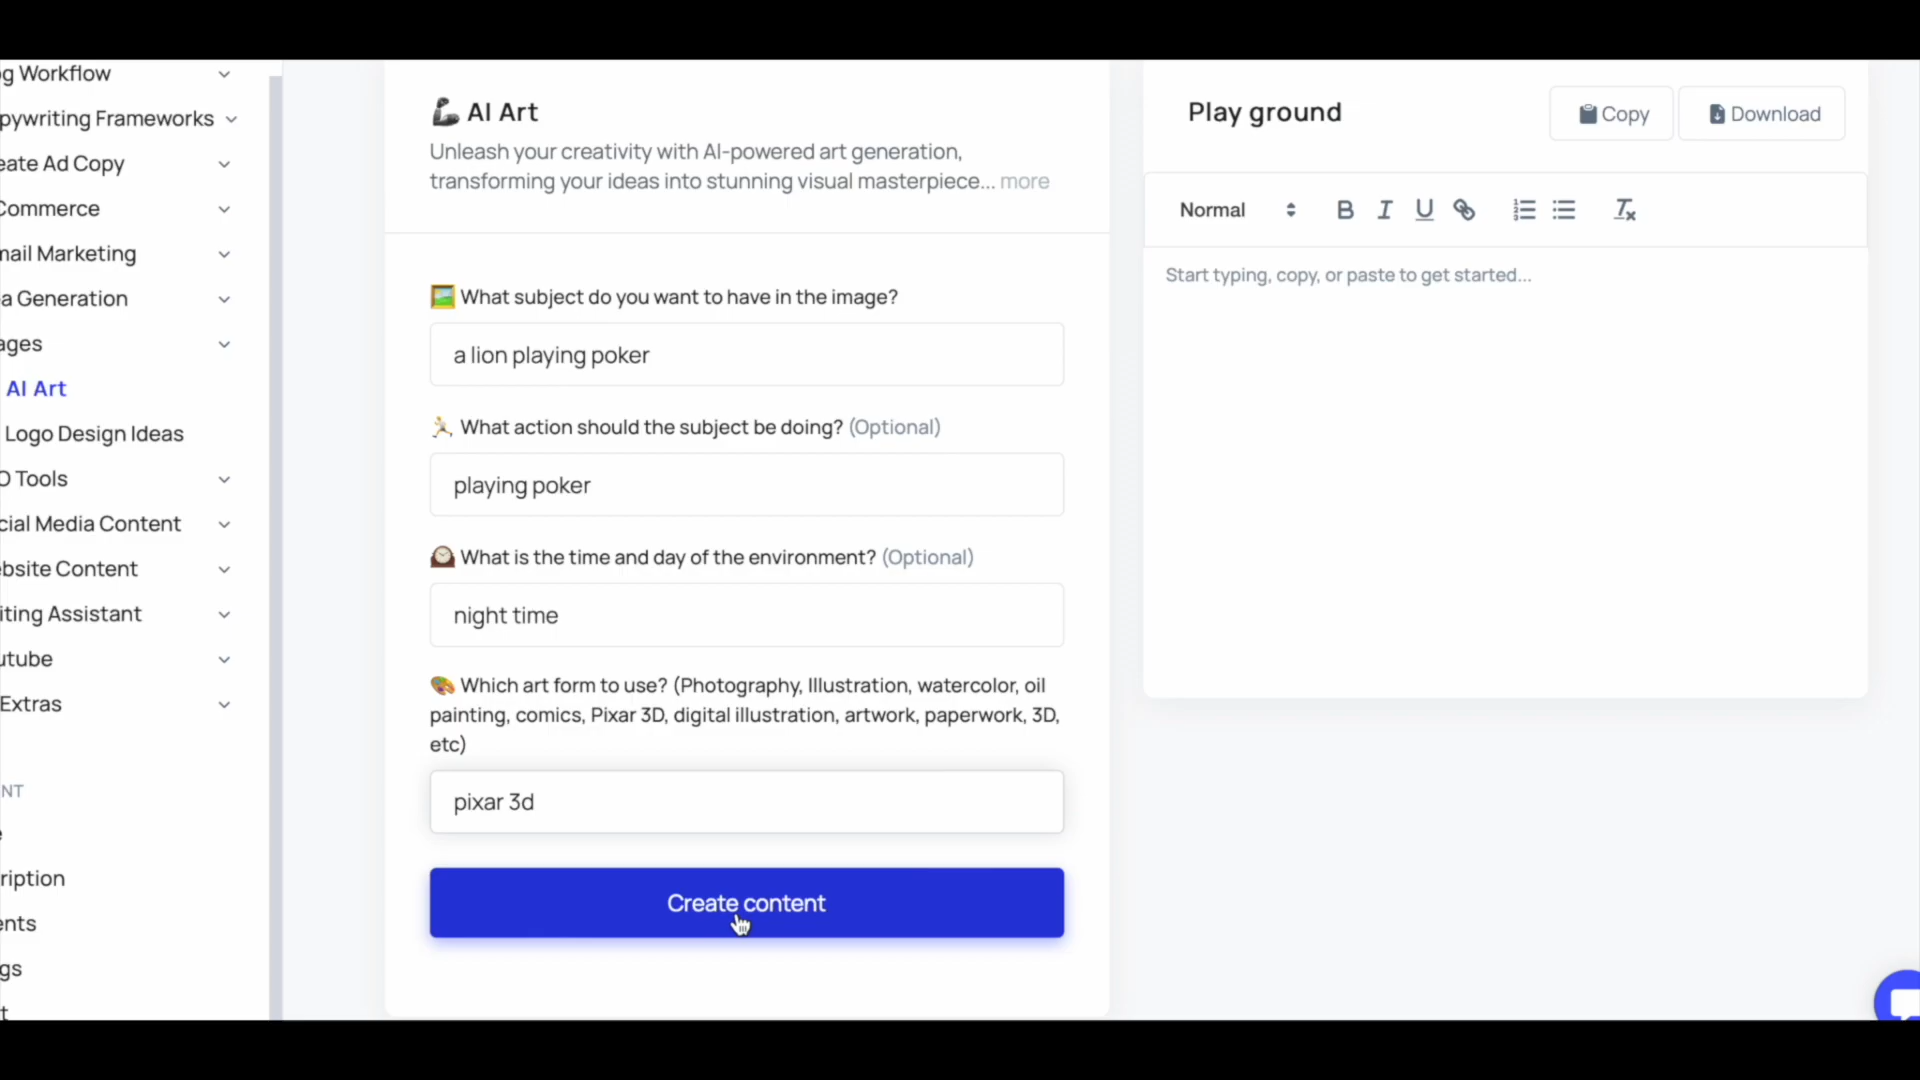 g Workflow
pywriting Frameworks
eate Ad Copy
Commerce
mail Marketing
a Generation
ages
AI Art
Logo Design Ideas
O Tools
cial Media Content
ebsite Content
iting Assistant
utube
Extras
NT
e
ription
ents
gs
t
AI Art
Unleash your creativity with AI-powered art generation,
transforming your ideas into stunning visual masterpiece... more
What subject do you want to have in the image?
a lion playing poker
What action should the subject be doing? (Optional)
playing poker
What is the time and day of the environment? (Optional)
night time
Which art form to use? (Photography, Illustration, watercolor, oil
painting, comics, Pixar 3D, digital illustration, artwork, paperwork, 3D,
etc)
pixar 3d
Create content
Play ground
Copy
Download
Normal
Start typing, copy, or paste to get started...